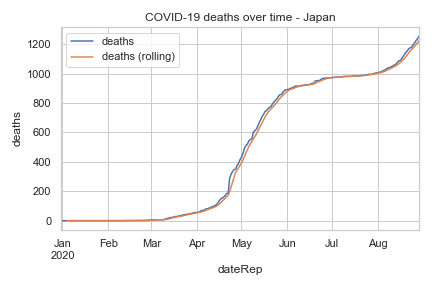 COVID-19 deaths over time - Japan
deaths
deaths (rolling)
1200
1000
800
600
400
200
0
deaths
Jan Feb Mar Apr May Jun Jul Aug
2020
dateRep